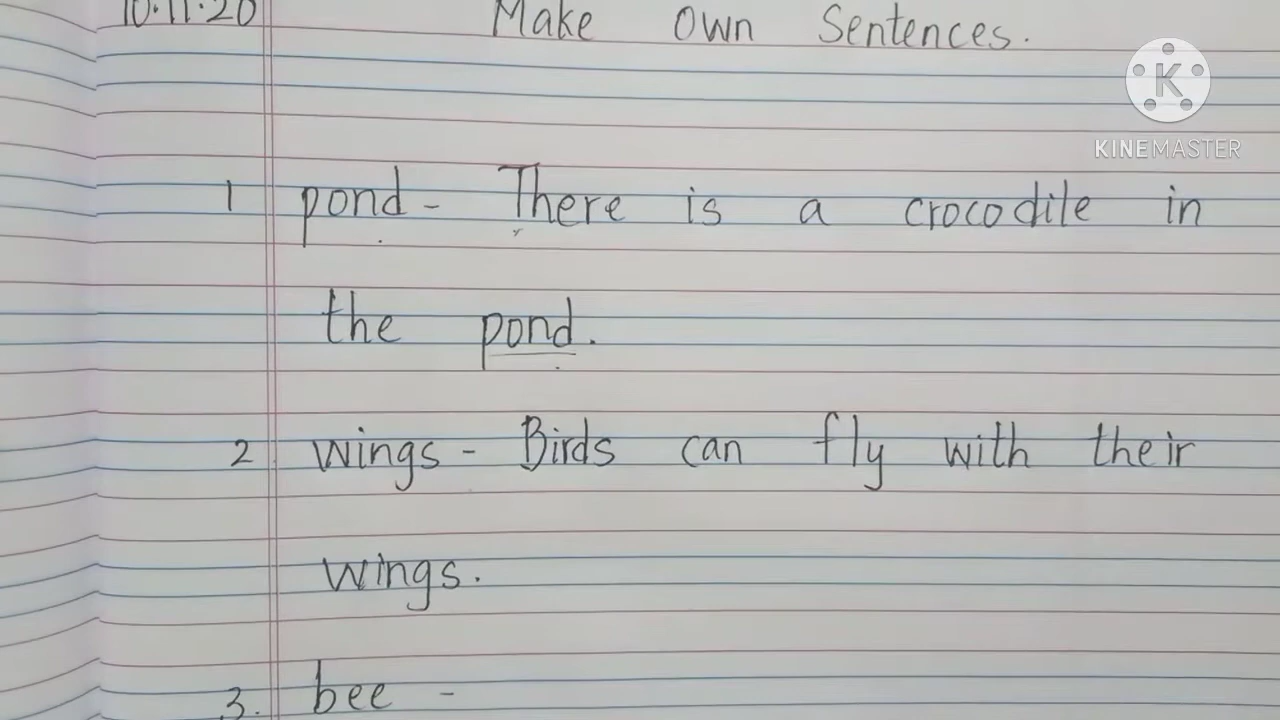 10.11.20 Make Own Sentences.
KINEMASTER
1 pond - There is a crocodile in
the pond.
2 wings - Birds can fly with their
wings.
3. bee -